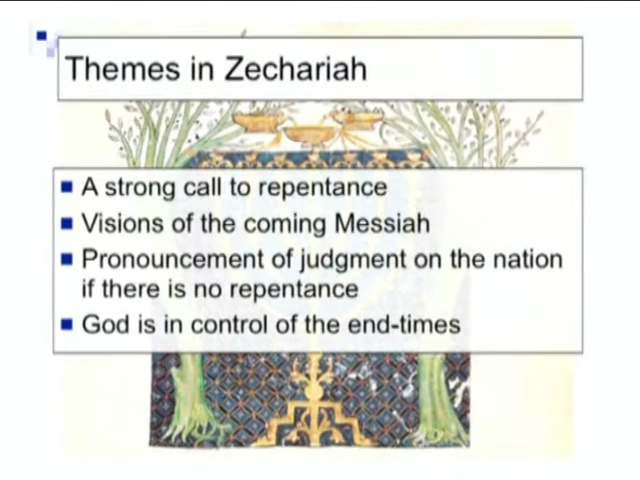 Themes in Zechariah
A strong call to repentance
Visions of the coming Messiah
Pronouncement of judgment on the nation
if there is no repentance
God is in control of the end-times